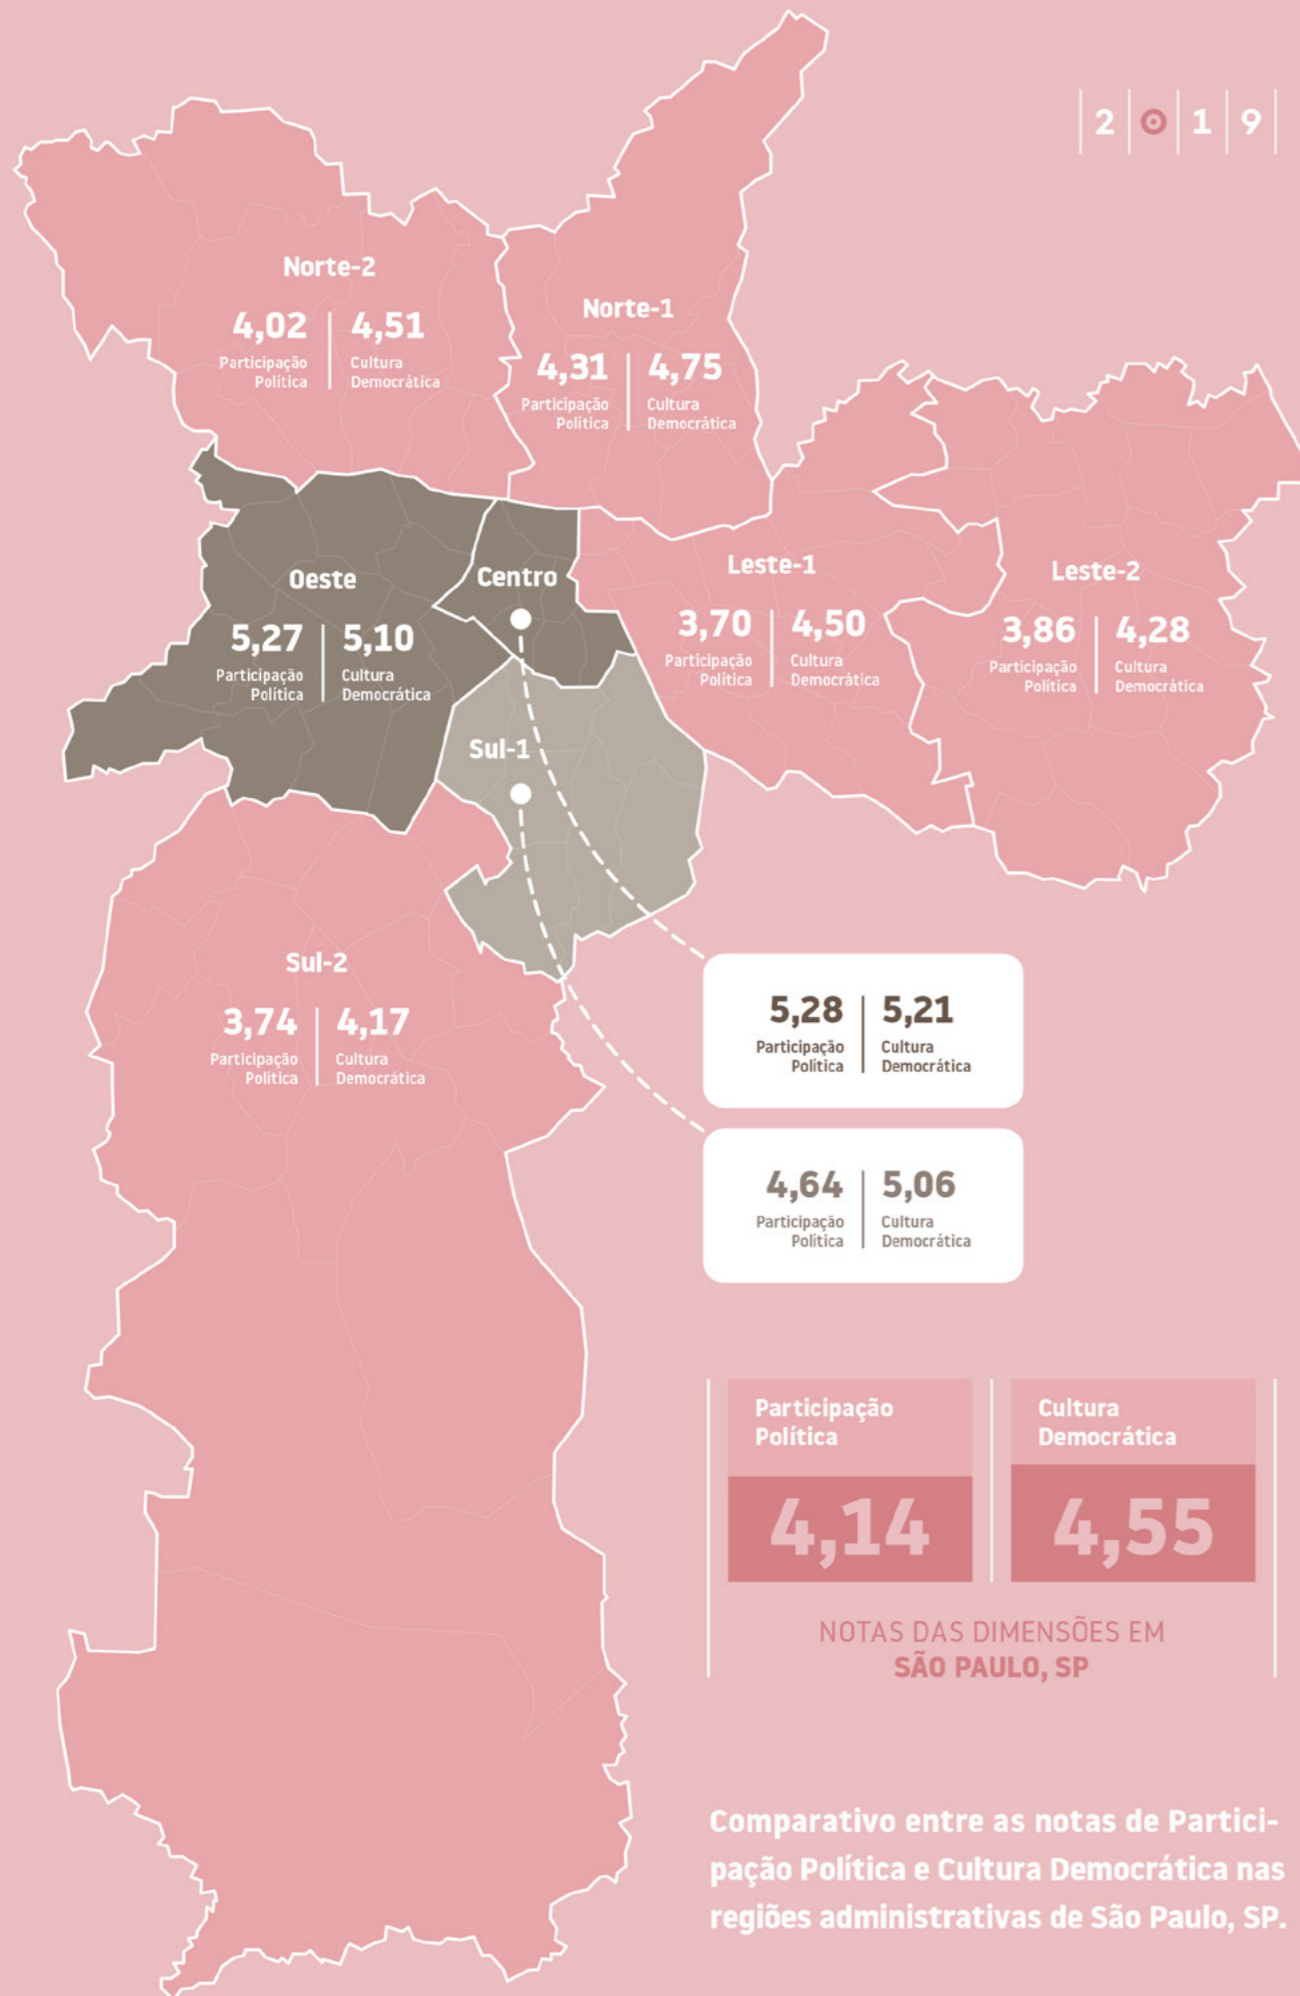 2019
Norte-2
4,02
Participação
Política
4,51
Cultura
Democrática
Norte-1
4,31
Participação
Política
4,75
Cultura
Democrática
Oeste
5,27
Participação
Política
5,10
Cultura
Democrática
Centro
Leste-1
3,70
Participação
Política
4,50
Cultura
Democrática
Leste-2
3,86
Participação
Política
4,28
Cultura
Democrática
Sul-1
Sul-2
3,74
Participação
Política
4,17
Cultura
Democrática
5,28
Participação
Política
5,21
Cultura
Democrática
4,64
Participação
Política
5,06
Cultura
Democrática
Participação
Política
4,14
Cultura
Democrática
4,55
NOTAS DAS DIMENSÕES EM
SÃO PAULO, SP
Comparativo entre as notas de Partici-
pação Política e Cultura Democrática nas
regiões administrativas de São Paulo, SP.